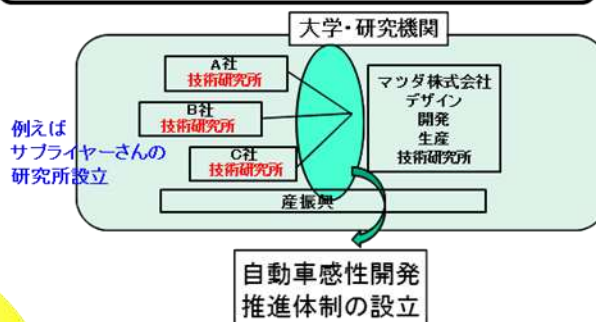 大学・研究機関
A社
技術研究所
B社
技術研究所
C社
技術研究所
マツダ株式会社
デザイン
開発
生産
技術研究所
例えば
サプライヤーさんの
研究所設立
産振興
自動車感性開発
推進体制の設立